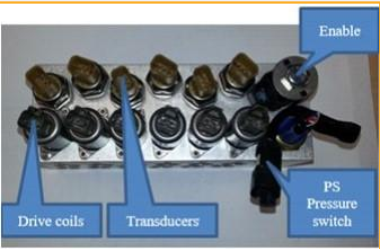 Enable
Drive coils
Transducers
PS
Pressure
switch